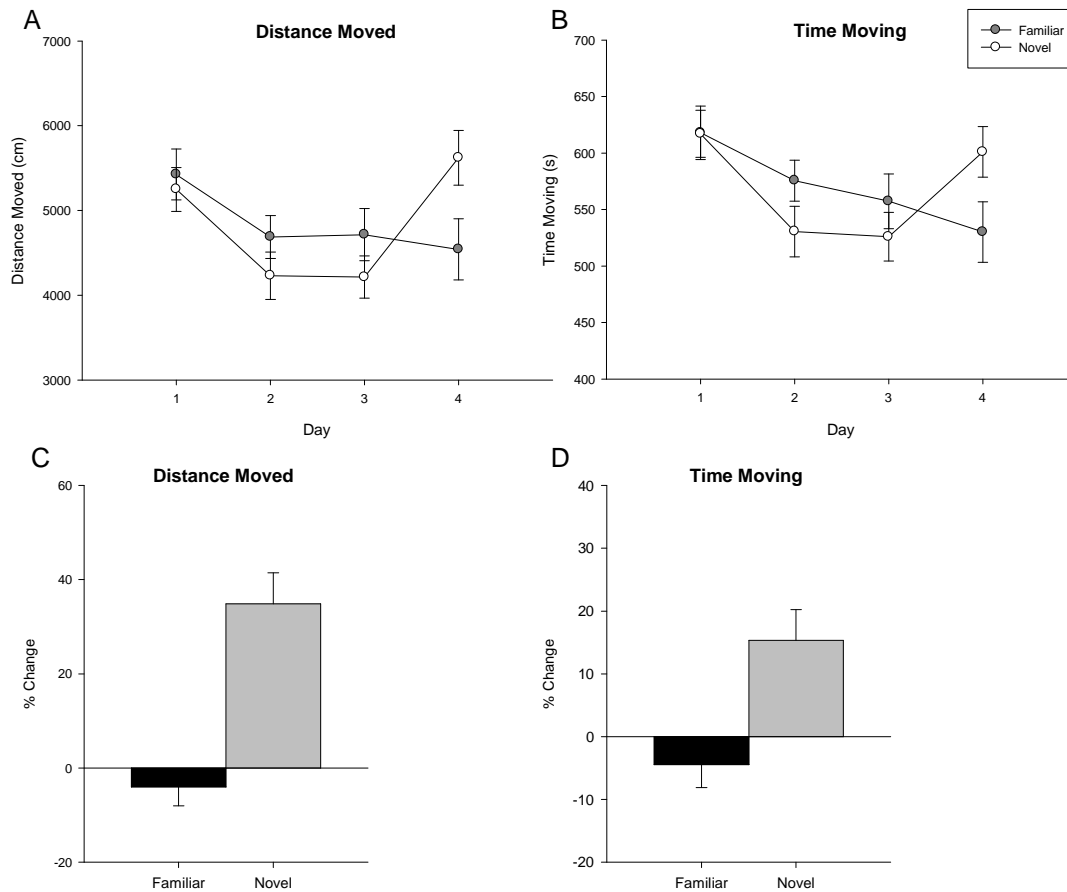 A
Distance Moved
7000
6000
5000
4000
3000
Distance Moved (cm)
1 2 3 4
Day
B
Time Moving
Familiar
Novel
700
650
600
550
500
450
400
Time Moving (s)
1 2 3 4
Day
C
Distance Moved
60
40
20
0
-20
% Change
Familiar Novel
D
Time Moving
40
30
20
10
0
-10
-20
% Change
Familiar Novel